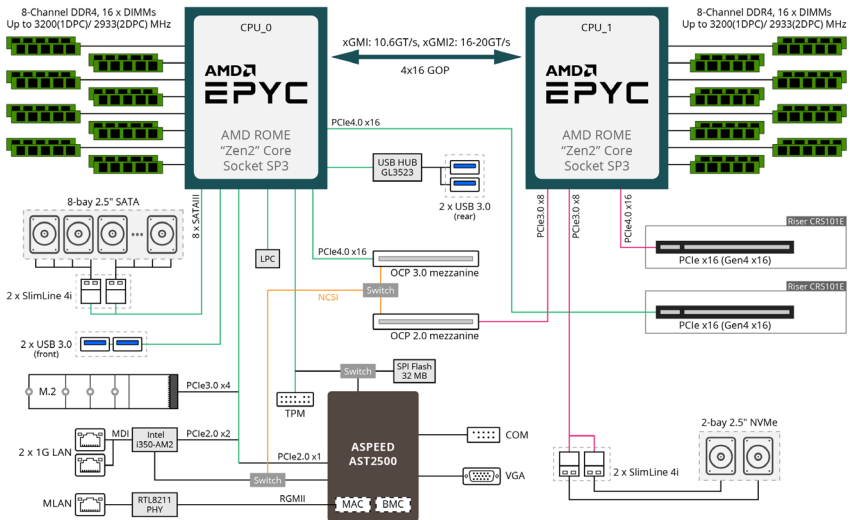 8-Channel DDR4, 16 x DIMMs
Up to 3200(1DPC)/ 2933(2DPC) MHz
CPU_0
AMD
EPYC
AMD ROME
“Zen2” Core
Socket SP3
xGMI: 10.6GT/s, xGMI2: 16-20GT/s
4x16 GOP
CPU_1
AMD
EPYC
AMD ROME
“Zen2” Core
Socket SP3
8-Channel DDR4, 16 x DIMMs
Up to 3200(1DPC)/ 2933(2DPC) MHz
PCIe4.0 x16
USB HUB
GL3523
2 x USB 3.0
(rear)
8-bay 2.5" SATA
8 x SATAIII
2 x SlimLine 4i
LPC
PCIe4.0 x16
OCP 3.0 mezzanine
NCSI
Switch
OCP 2.0 mezzanine
PCIe3.0 x8
PCIe3.0 x8
PCIe4.0 x16
Riser CRS101E
PCIe x16 (Gen4 x16)
Riser CRS101E
PCIe x16 (Gen4 x16)
2 x USB 3.0
(front)
M.2
PCIe3.0 x4
TPM
Switch
SPI Flash
32 MB
2 x 1G LAN
MDI
Intel
i350-AM2
PCIe2.0 x2
PCIe2.0 x1
Switch
ASPEED
AST2500
COM
VGA
2 x SlimLine 4i
2-bay 2.5" NVMe
MLAN
RTL8211
PHY
RGMII
MAC
BMC